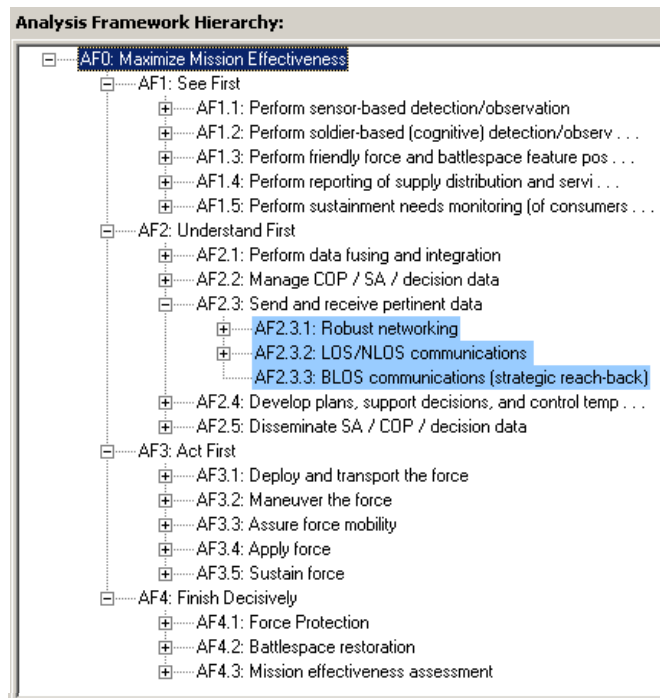 Analysis Framework Hierarchy:
AF0: Maximize Mission Effectiveness
AF1: See First
AF1.1: Perform sensor-based detection/observation
AF1.2: Perform soldier-based (cognitive) detection/observ . . .
AF1.3: Perform friendly force and battlespace feature pos . . .
AF1.4: Perform reporting of supply distribution and servi . . .
AF1.5: Perform sustainment needs monitoring (of consumers . . .
AF2: Understand First
AF2.1: Perform data fusing and integration
AF2.2: Manage COP / SA / decision data
AF2.3: Send and receive pertinent data
AF2.3.1: Robust networking
AF2.3.2: LOS/NLOS communications
AF2.3.3: BLOS communications (strategic reach-back)
AF2.4: Develop plans, support decisions, and control temp . . .
AF2.5: Disseminate SA / COP / decision data
AF3: Act First
AF3.1: Deploy and transport the force
AF3.2: Maneuver the force
AF3.3: Assure force mobility
AF3.4: Apply force
AF3.5: Sustain force
AF4: Finish Decisively
AF4.1: Force Protection
AF4.2: Battlespace restoration
AF4.3: Mission effectiveness assessment